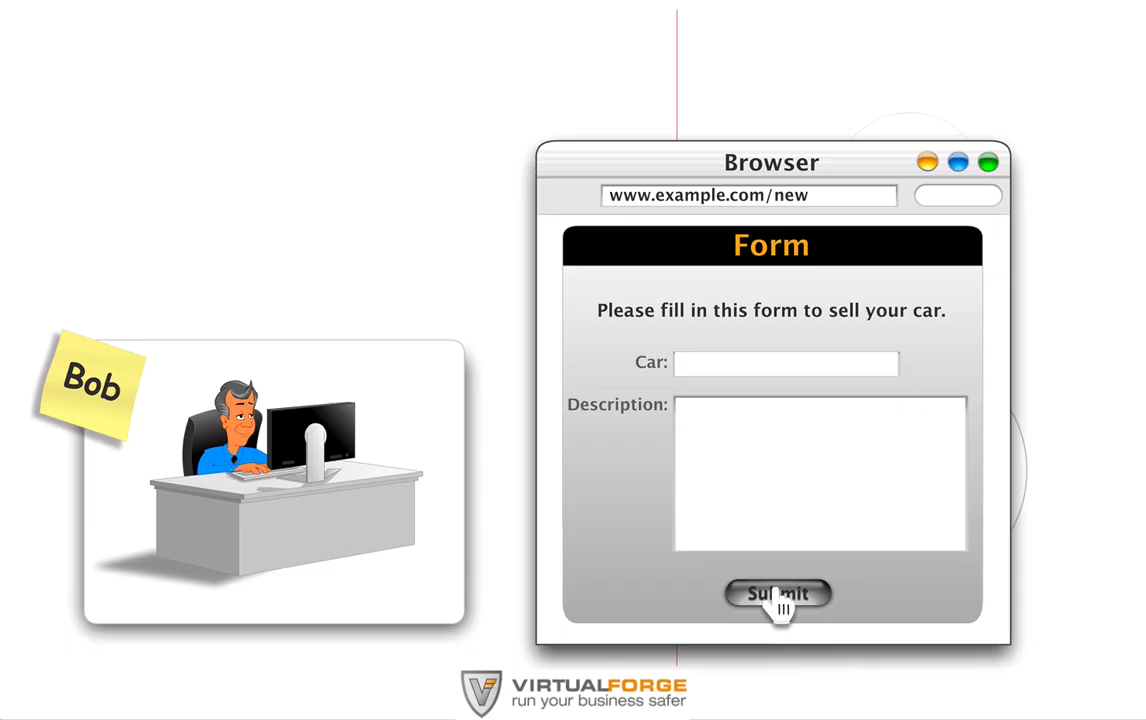 Browser
www.example.com/new
Form
Please fill in this form to sell your car.
Car:
Description:
Submit
Bob
VIRTUALFORGE
run your business safer